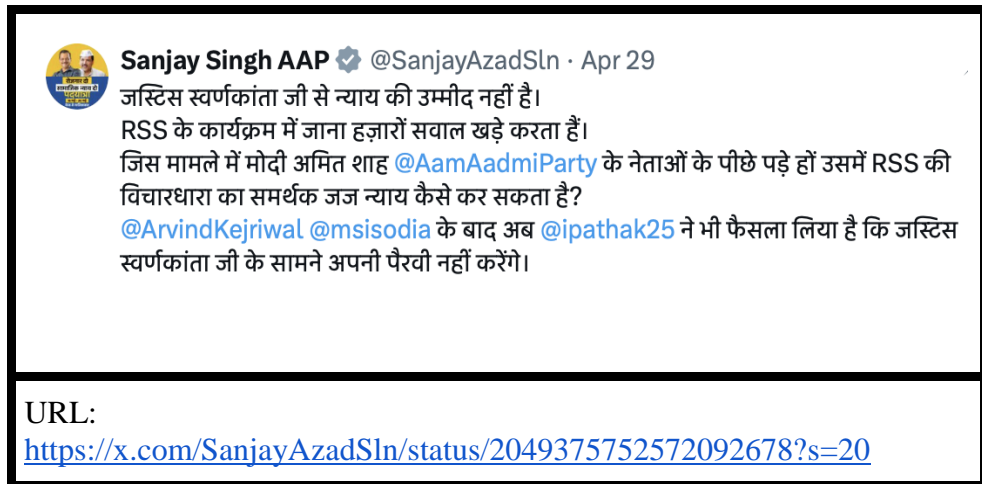 Sanjay Singh AAP @SanjayAzadSln · Apr 29
जस्टिस स्वर्णकांता जी से न्याय की उम्मीद नहीं है।
RSS के कार्यक्रम में जाना हज़ारों सवाल खड़े करता हैं।
जिस मामले में मोदी अमित शाह @AamAadmiParty के नेताओं के पीछे पड़े हों उसमें RSS की
विचारधारा का समर्थक जज न्याय कैसे कर सकता है?
@ArvindKejriwal @msisodia के बाद अब @ipathak25 ने भी फैसला लिया है कि जस्टिस
स्वर्णकांता जी के सामने अपनी पैरवी नहीं करेंगे।
URL:
https://x.com/SanjayAzadSln/status/2049375752572092678?s=20